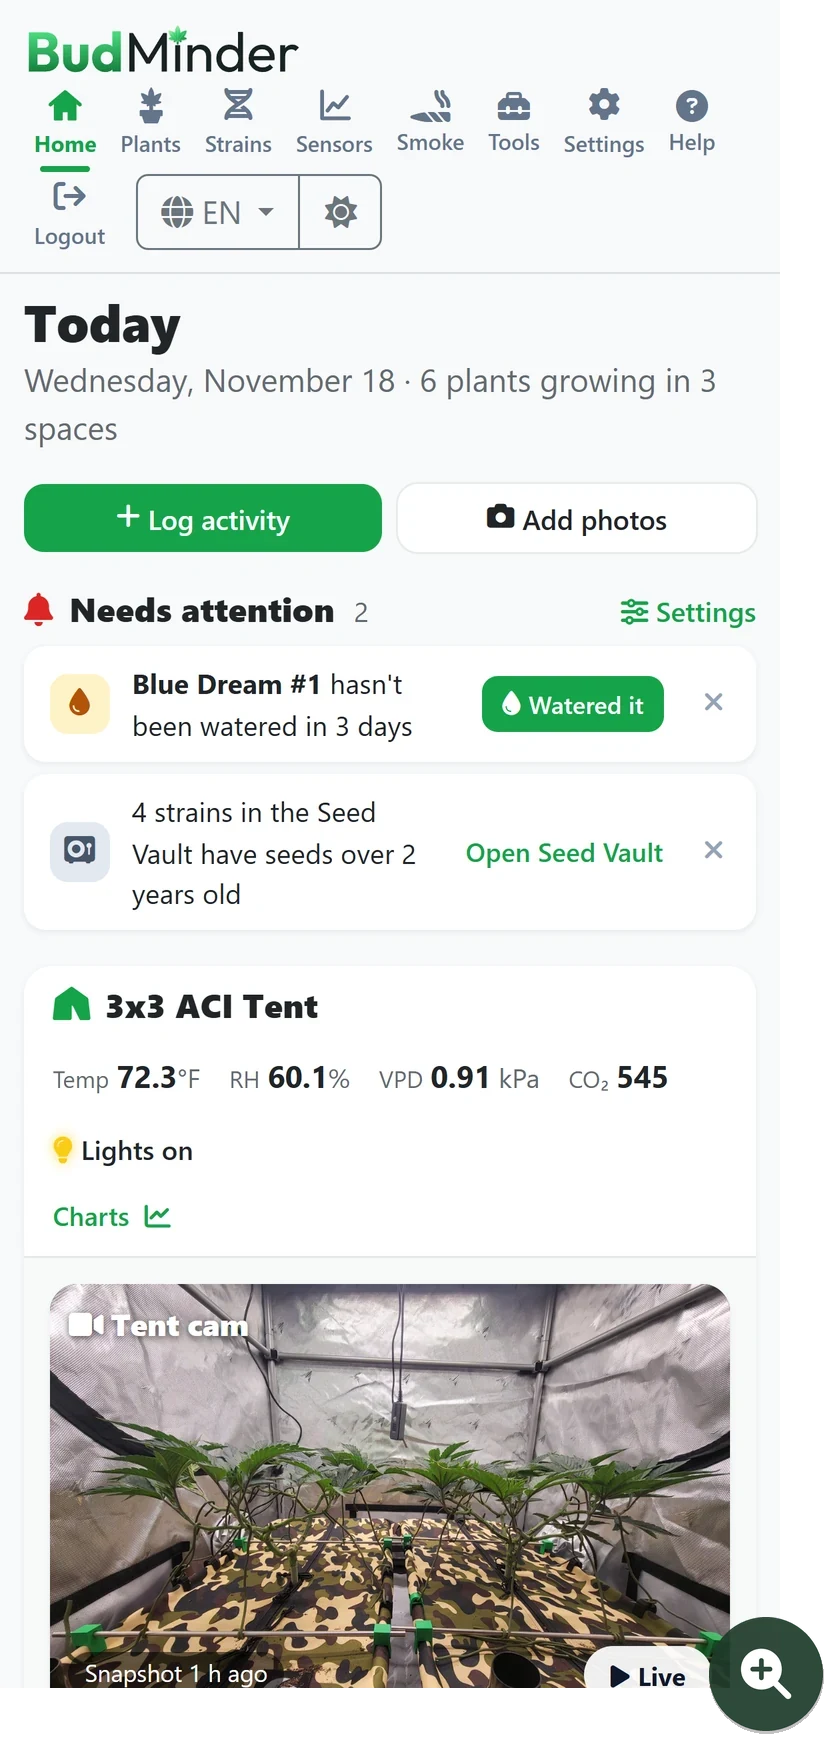 BudMinder
Home Plants Strains Sensors Smoke Tools Settings Help
Logout EN
Today
Wednesday, November 18 · 6 plants growing in 3
spaces
Log activity
Add photos
Needs attention 2
Settings
Blue Dream #1 hasn't
been watered in 3 days
Watered it
4 strains in the Seed
Vault have seeds over 2
years old
Open Seed Vault
3x3 ACI Tent
Temp 72.3°F RH 60.1% VPD 0.91 kPa CO₂ 545
Lights on
Charts
Tent cam
Snapshot 1 h ago
Live